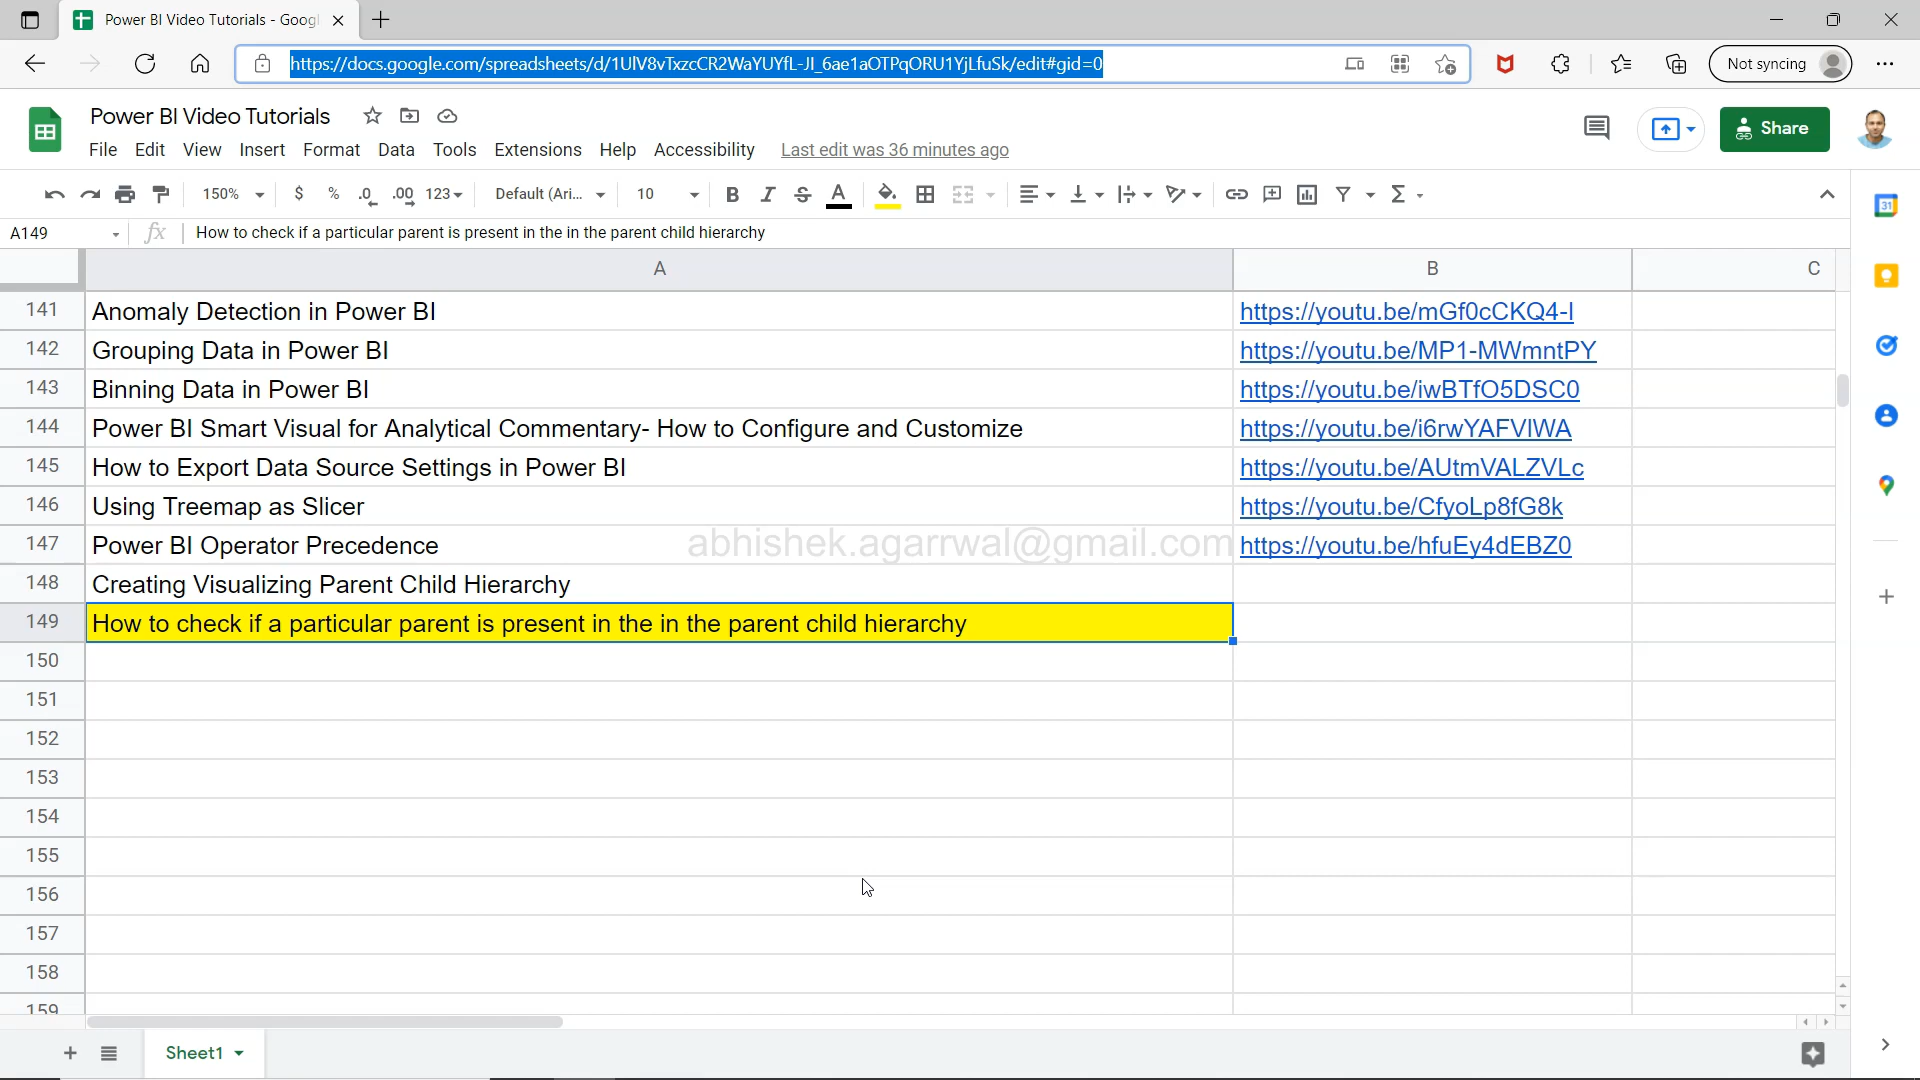 Power BI Video Tutorials - Googl
https://docs.google.com/spreadsheets/d/1UlV8vTxzcCR2WaYUYfL-JI_6ae1aOTPqORU1YjLfuSk/edit#gid=0
Not syncing
Power BI Video Tutorials
File Edit View Insert Format Data Tools Extensions Help Accessibility Last edit was 36 minutes ago
Share
150% $ % .0 .00 123 Default (Ari... 10 B I S A
A149 fx How to check if a particular parent is present in the in the parent child hierarchy
A B C
141 Anomaly Detection in Power BI https://youtu.be/mGf0cCKQ4-I
142 Grouping Data in Power BI https://youtu.be/MP1-MWmntPY
143 Binning Data in Power BI https://youtu.be/iwBTfO5DSC0
144 Power BI Smart Visual for Analytical Commentary- How to Configure and Customize https://youtu.be/i6rwYAFVIWA
145 How to Export Data Source Settings in Power BI https://youtu.be/AUtmVALZVLc
146 Using Treemap as Slicer https://youtu.be/CfyoLp8fG8k
147 Power BI Operator Precedence abhishek.agarrwal@gmail.com https://youtu.be/hfuEy4dEBZ0
148 Creating Visualizing Parent Child Hierarchy
149 How to check if a particular parent is present in the in the parent child hierarchy
150
151
152
153
154
155
156
157
158
159
Sheet1
31